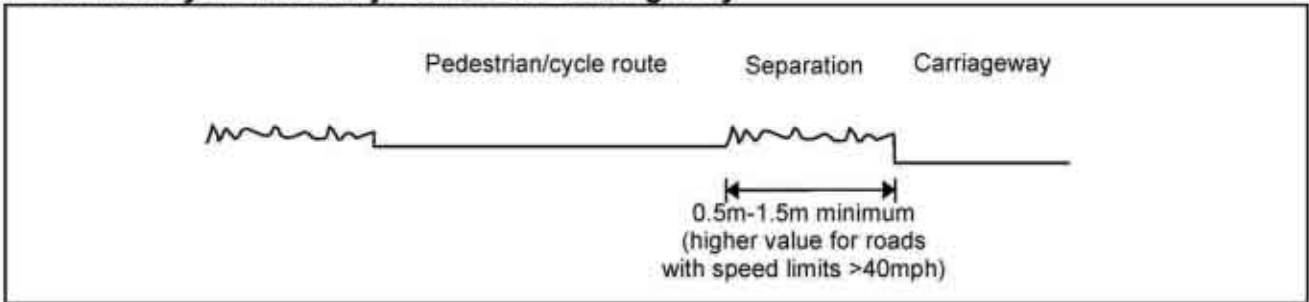 Pedestrian/cycle route Separation Carriageway
0.5m-1.5m minimum
(higher value for roads
with speed limits >40mph)